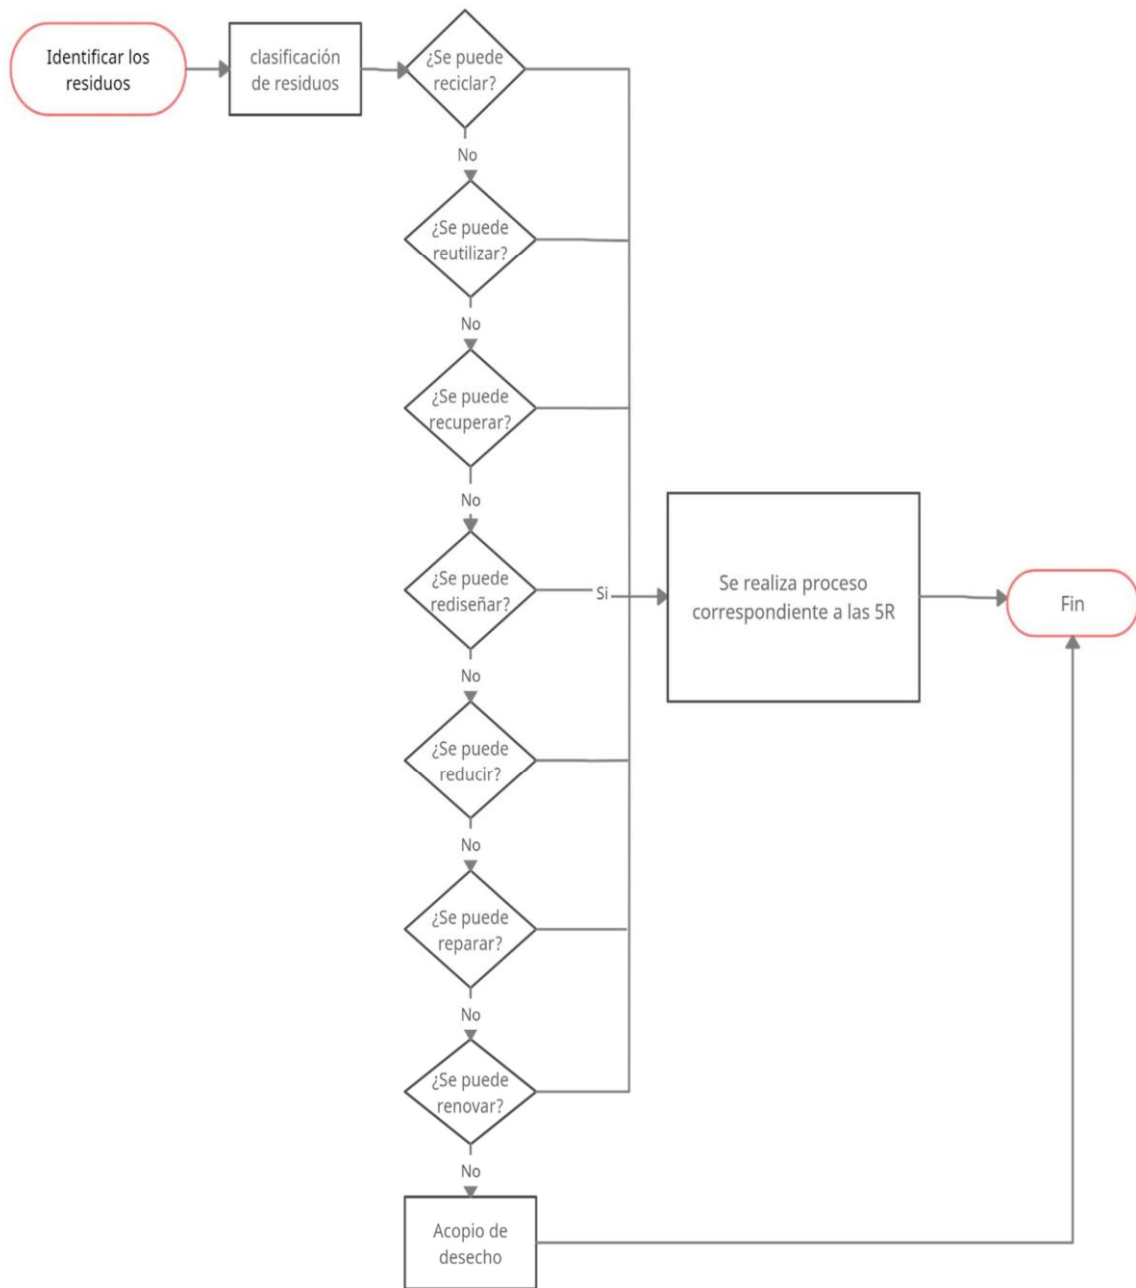 Identificar los
residuos
clasificación
de residuos
¿Se puede
reciclar?
No
¿Se puede
reutilizar?
No
¿Se puede
recuperar?
No
¿Se puede
rediseñar?
Si
Se realiza proceso
correspondiente a las 5R
Fin
No
¿Se puede
reducir?
No
¿Se puede
reparar?
No
¿Se puede
renovar?
No
Acopio de
desecho